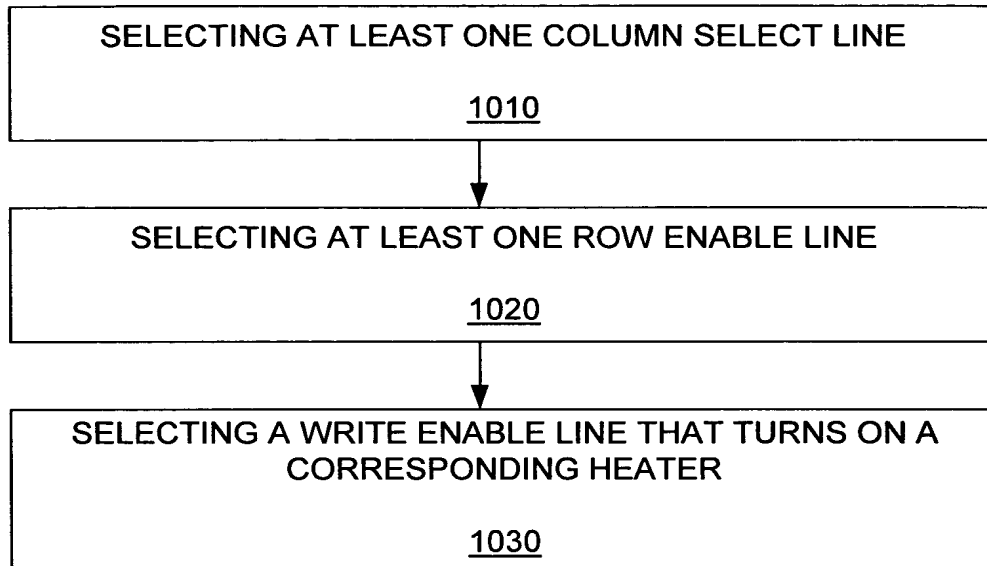 SELECTING AT LEAST ONE COLUMN SELECT LINE
1010
SELECTING AT LEAST ONE ROW ENABLE LINE
1020
SELECTING A WRITE ENABLE LINE THAT TURNS ON A
CORRESPONDING HEATER
1030